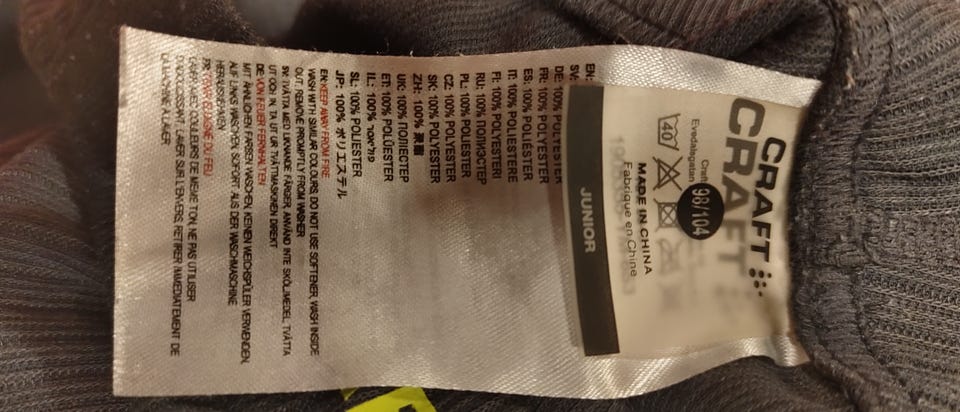 CRAFT
CRAFT
98/104
Craft
Evedalsgatan
40
MADE IN CHINA
Fabriqué en Chine
JUNIOR
EN:
SV:
DE: 100% POLYESTER
FR: 100% POLYESTER
ES: 100% POLYESTER
IT: 100% POLIESTERE
FI: 100% POLYESTERI
RU: 100% ПОЛИЭСТЕР
PL: 100% POLIESTER
CZ: 100% POLYESTER
SK: 100% POLYESTER
ZH: 100% 聚酯
UK: 100% ПОЛІЕСТЕР
ET: 100% POLÜESTER
IL: 100% פוליאסטר
SL: 100% POLIESTER
JP: 100% ポリエステル
EN: KEEP AWAY FROM FIRE
WASH WITH SIMILAR COLOURS, DO NOT USE SOFTENER, WASH INSIDE
OUT, REMOVE PROMPTLY FROM WASHER
SV: TVÄTTA MED LIKNANDE FÄRGER, ANVÄND INTE SKÖLJMEDEL, TVÄTTA
UT OCH IN, TA UT UR TVÄTTMASKINEN DIREKT
DE: VON FEUER FERNHALTEN
MIT ÄHNLICHEN FARBEN WASCHEN, KEINEN WEICHSPÜLER VERWENDEN,
AUF LINKS WASCHEN, SOFORT AUS DER WASCHMASCHINE
HERAUSNEHMEN
FR: TENIR ÉLOIGNÉ DU FEU
LAVER AVEC COULEURS DE MÊME TON, NE PAS UTILISER
D'ADOUCISSANT, LAVER SUR L'ENVERS, RETIRER IMMÉDIATEMENT DE
LA MACHINE À LAVER